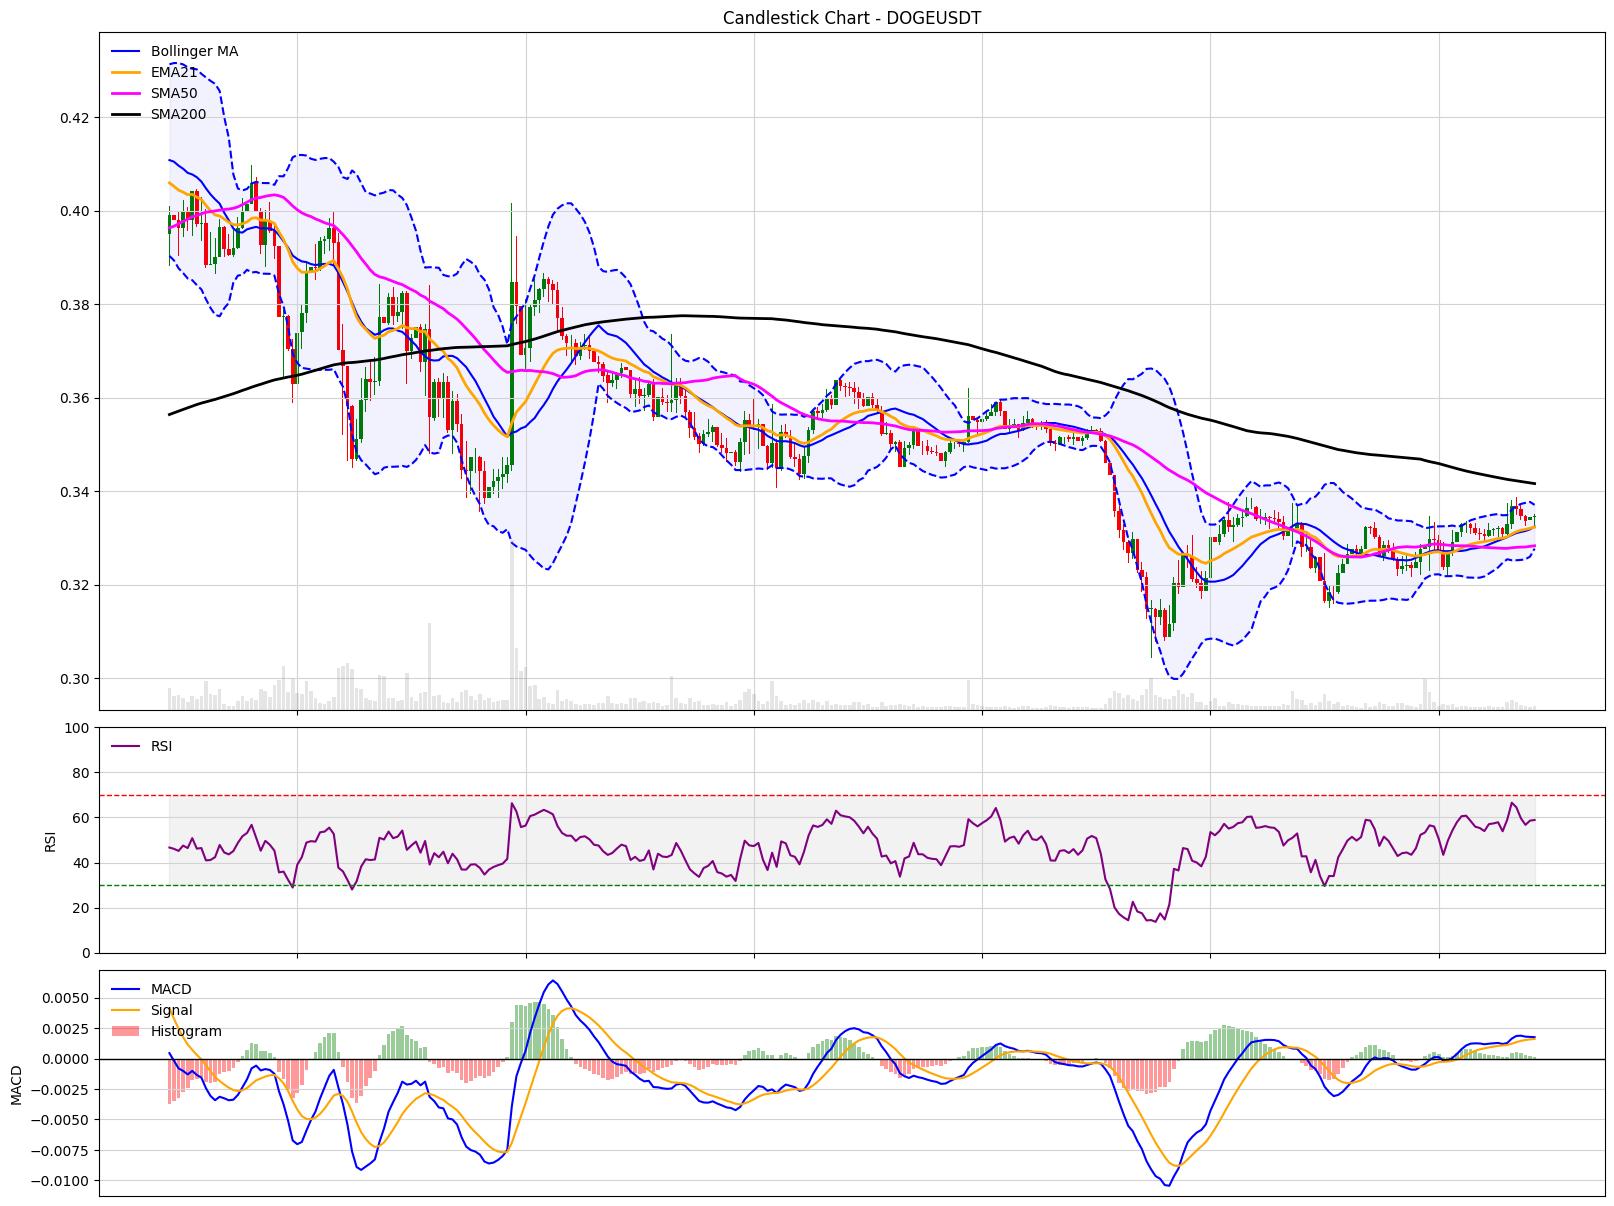 Candlestick Chart - DOGEUSDT
Bollinger MA
EMA21
SMA50
SMA200
0.42
0.40
0.38
0.36
0.34
0.32
0.30
RSI
100
80
60
40
20
0
RSI
MACD
Signal
Histogram
0.0050
0.0025
0.0000
−0.0025
−0.0050
−0.0075
−0.0100
MACD